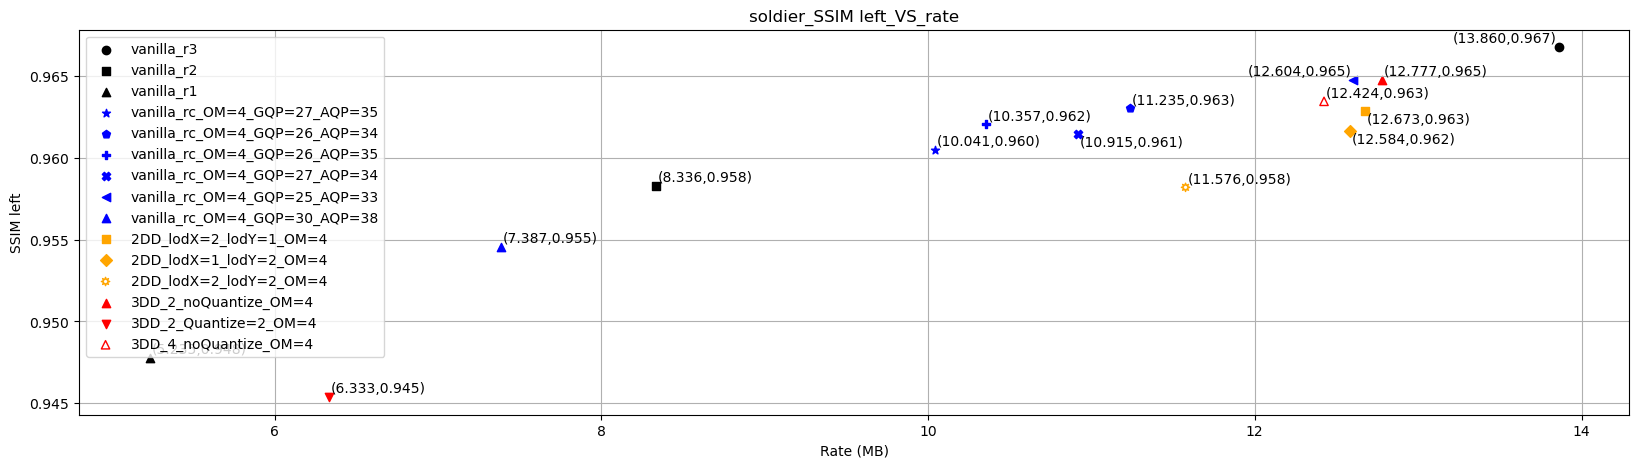 soldier_SSIM left_VS_rate
SSIM left
0.965
0.960
0.955
0.950
0.945
vanilla_r3
vanilla_r2
vanilla_r1
vanilla_rc_OM=4_GQP=27_AQP=35
vanilla_rc_OM=4_GQP=26_AQP=34
vanilla_rc_OM=4_GQP=26_AQP=35
vanilla_rc_OM=4_GQP=27_AQP=34
vanilla_rc_OM=4_GQP=25_AQP=33
vanilla_rc_OM=4_GQP=30_AQP=38
2DD_lodX=2_lodY=1_OM=4
2DD_lodX=1_lodY=2_OM=4
2DD_lodX=2_lodY=2_OM=4
3DD_2_noQuantize_OM=4
3DD_2_Quantize=2_OM=4
3DD_4_noQuantize_OM=4
(13.860,0.967)
(12.604,0.965)
(12.777,0.965)
(12.424,0.963)
(11.235,0.963)
(10.357,0.962)
(12.673,0.963)
(12.584,0.962)
(10.041,0.960)
(10.915,0.961)
(8.336,0.958)
(11.576,0.958)
(7.387,0.955)
(6.333,0.945)
6
8
10
12
14
Rate (MB)